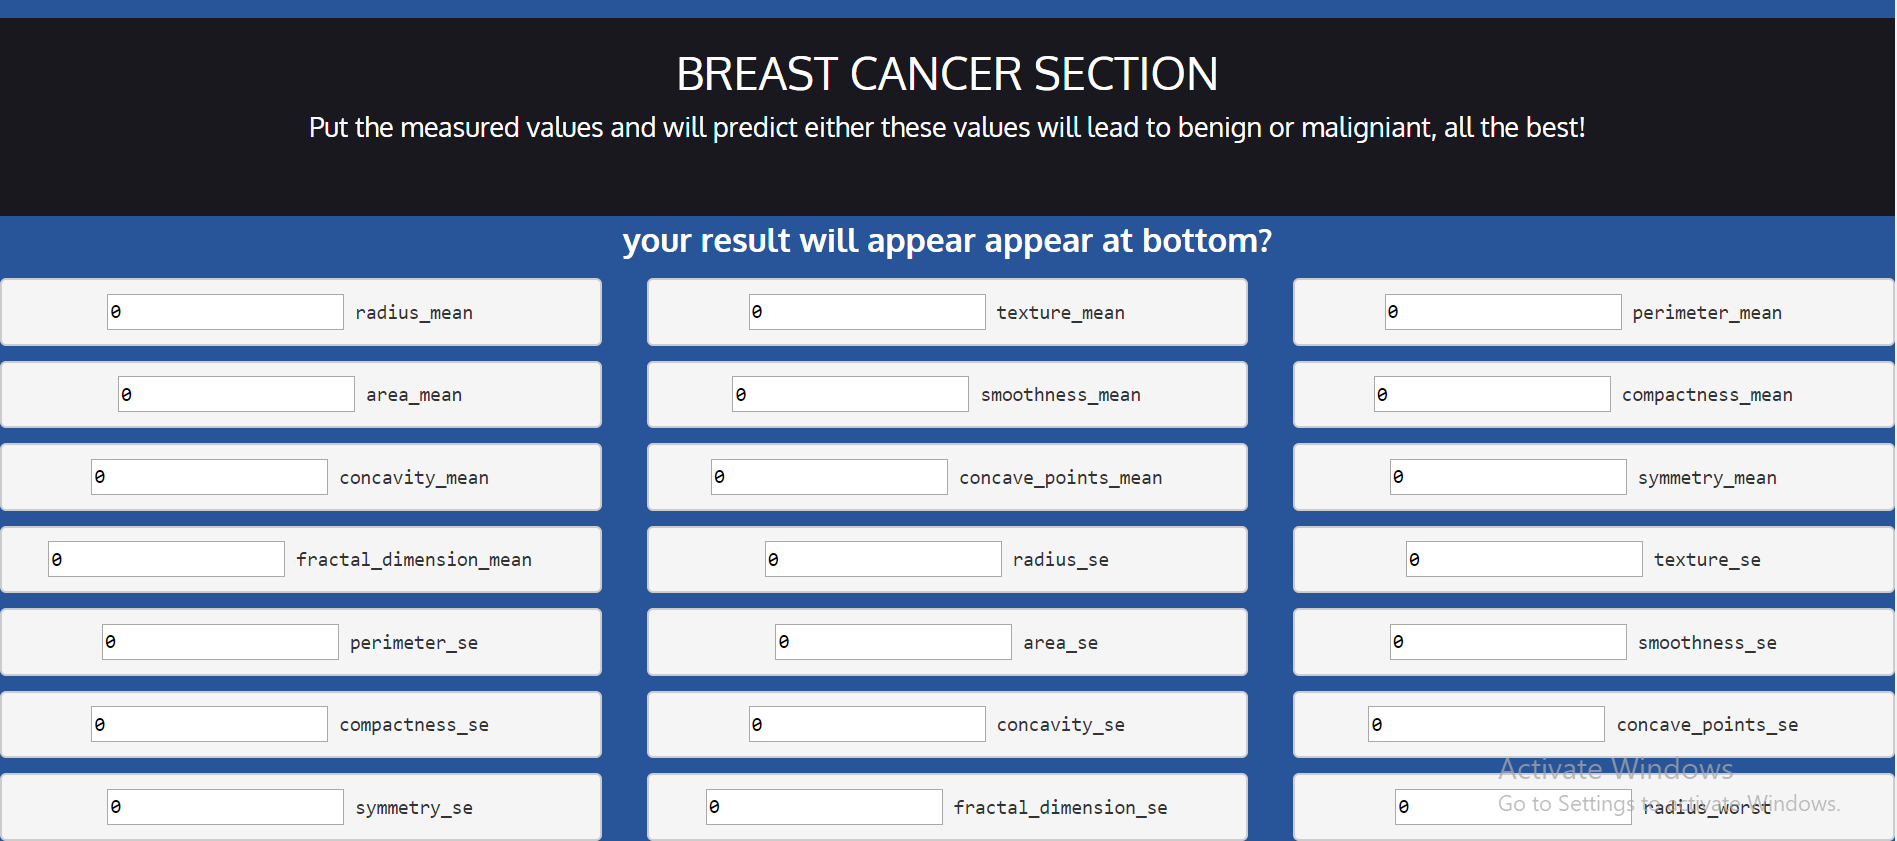 BREAST CANCER SECTION
Put the measured values and will predict either these values will lead to benign or maligniant, all the best!
your result will appear appear at bottom?
0 radius_mean
0 texture_mean
0 perimeter_mean
0 area_mean
0 smoothness_mean
0 compactness_mean
0 concavity_mean
0 concave_points_mean
0 symmetry_mean
0 fractal_dimension_mean
0 radius_se
0 texture_se
0 perimeter_se
0 area_se
0 smoothness_se
0 compactness_se
0 concavity_se
0 concave_points_se
Activate Windows
Go to Settings to activate Windows.
0 symmetry_se
0 fractal_dimension_se
0 radius_worst